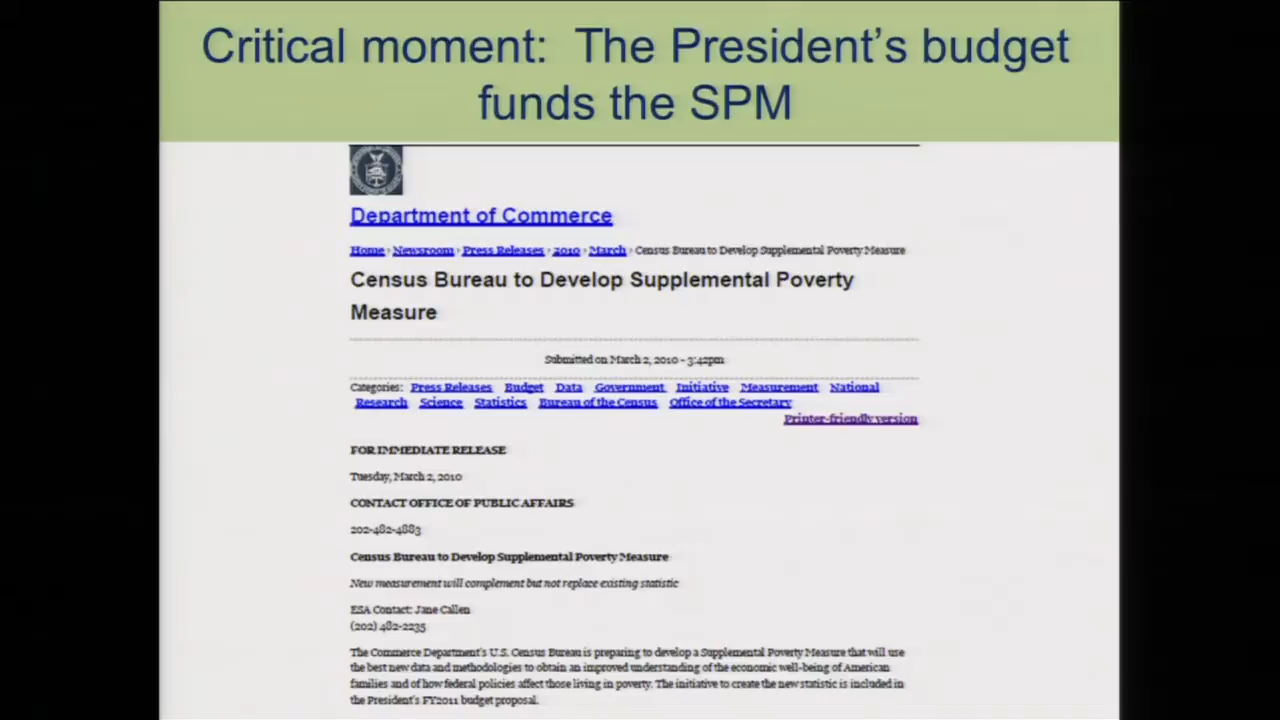 Critical moment: The President's budget
funds the SPM
Department of Commerce
Home › Newsroom › Press Releases › 2010 › March › Census Bureau to Develop Supplemental Poverty Measure
Census Bureau to Develop Supplemental Poverty
Measure
Submitted on March 2, 2010 - 3:42pm
Categories: Press Releases Budget Data Government Initiative Measurement National
Research Science Statistics Bureau of the Census Office of the Secretary
Printer-friendly version
FOR IMMEDIATE RELEASE
Tuesday, March 2, 2010
CONTACT OFFICE OF PUBLIC AFFAIRS
202-482-4883
Census Bureau to Develop Supplemental Poverty Measure
New measurement will complement but not replace existing statistic
ESA Contact: Jane Callen
(202) 482-2235
The Commerce Department's U.S. Census Bureau is preparing to develop a Supplemental Poverty Measure that will use
the best new data and methodologies to obtain an improved understanding of the economic well-being of American
families and of how federal policies affect those living in poverty. The initiative to create the new statistic is included in
the President's FY2011 budget proposal.